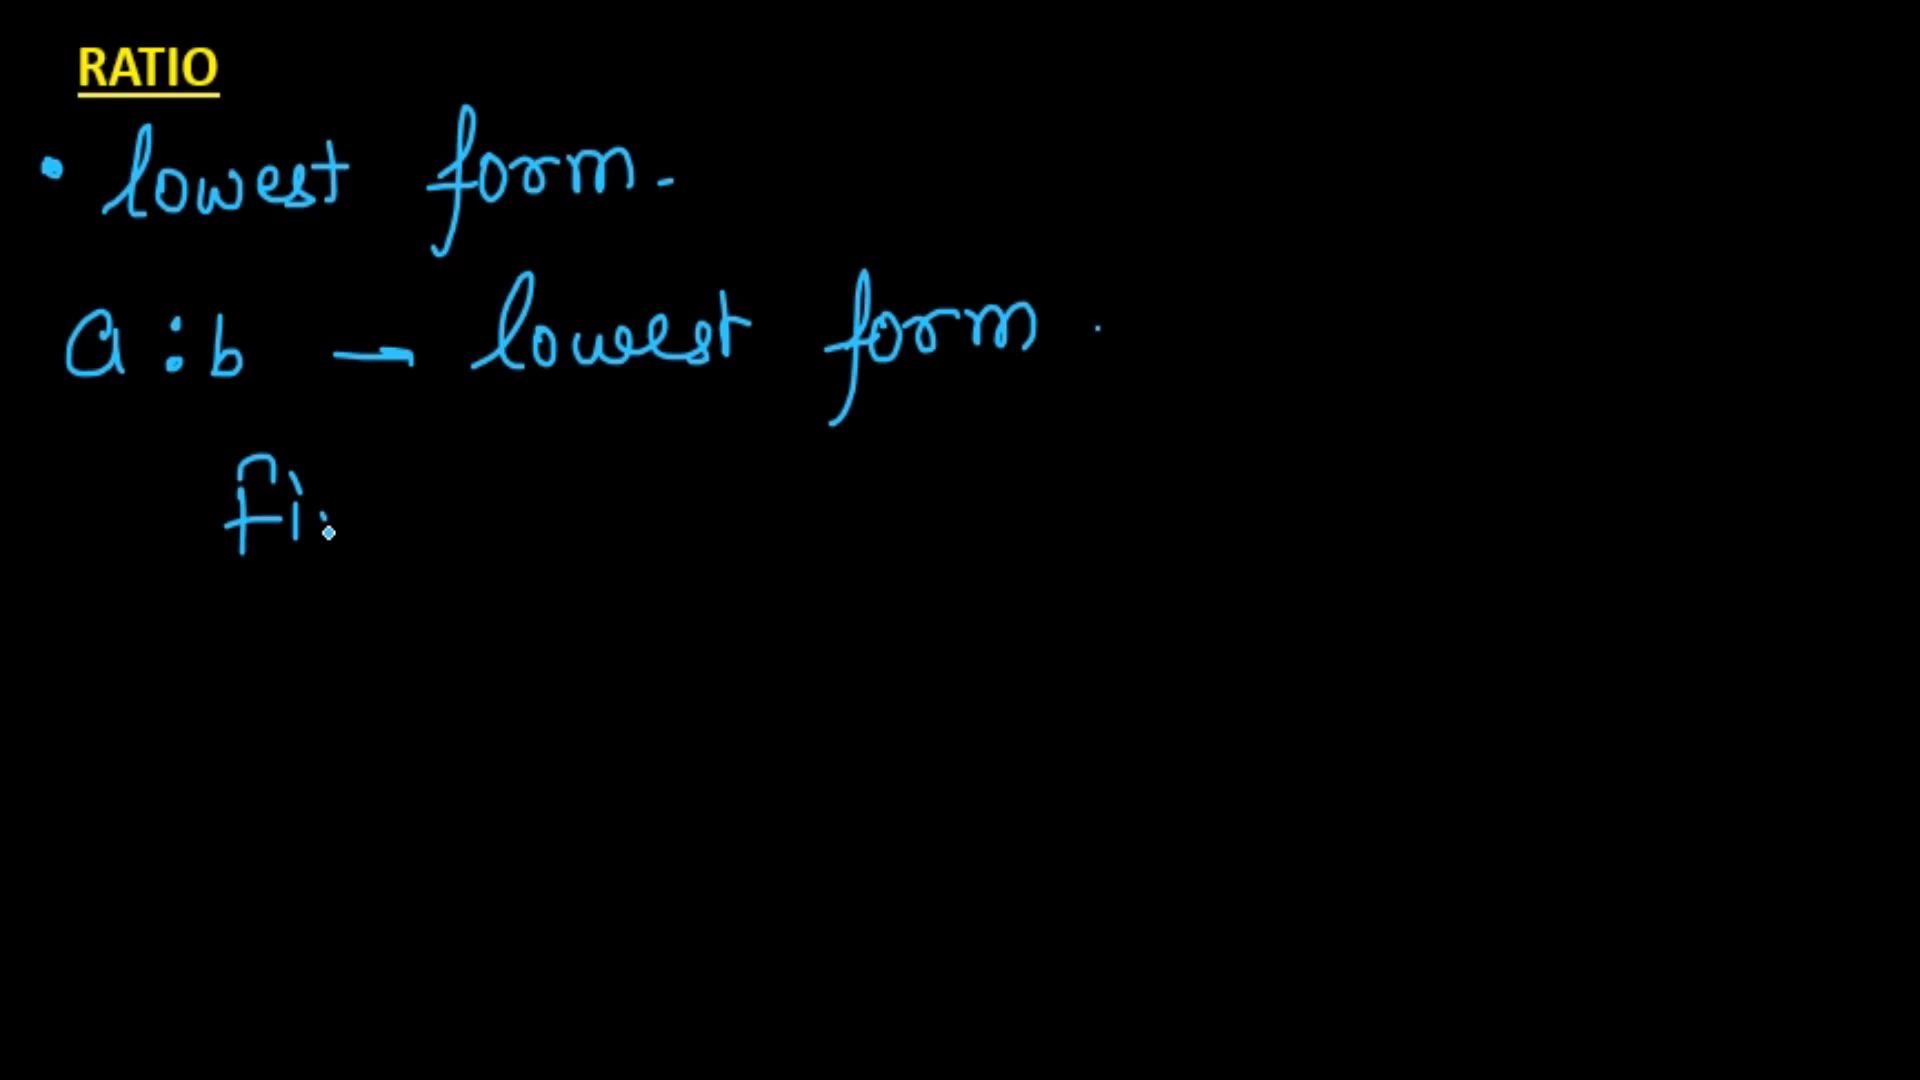 RATIO
• lowest form.
a : b — lowest form.
fi